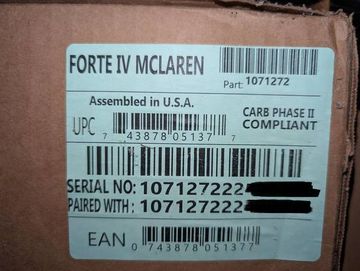 FORTE IV MCLAREN
Part: 1071272
Assembled in U.S.A.
CARB PHASE II
COMPLIANT
UPC
7 43878 05137 7
SERIAL NO: 107127222
PAIRED WITH: 107127222
EAN
0 743878 051377